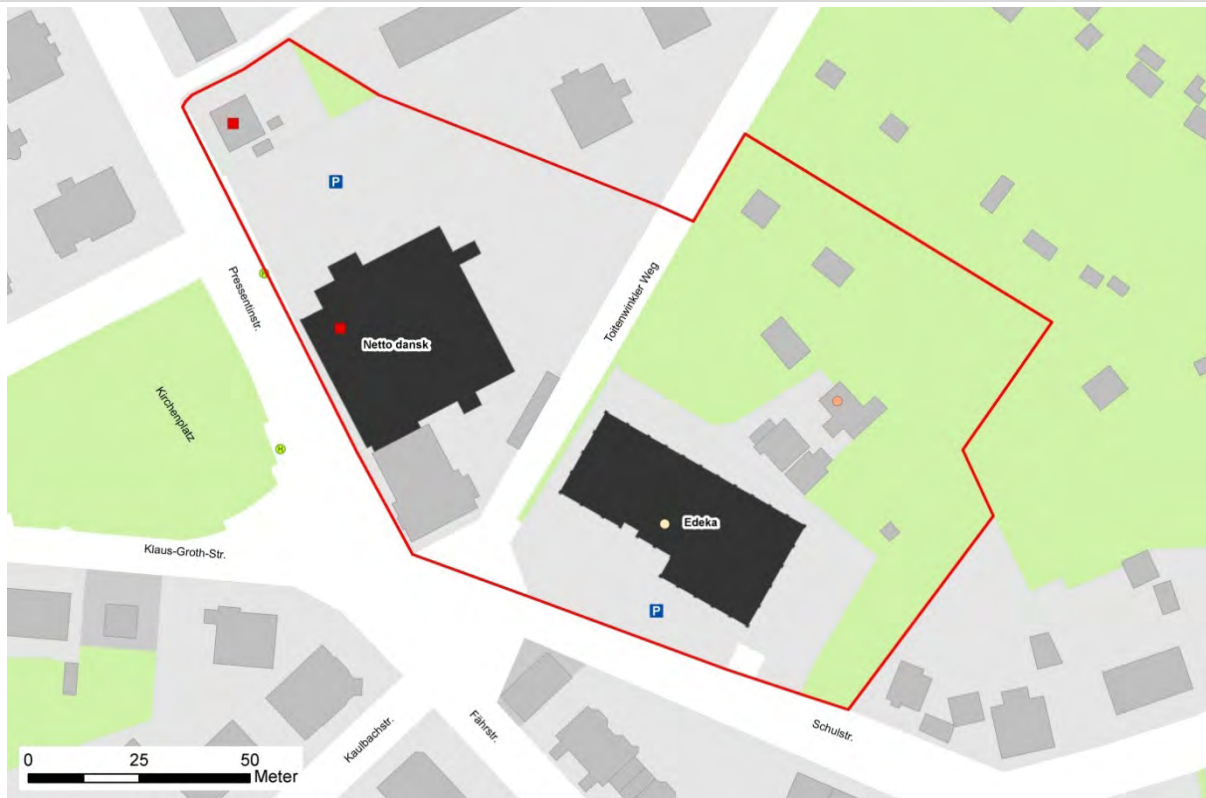 P
H
Pressentinstr.
Netto dansk
Toitenwinkler Weg
Kirchenplatz
H
Edeka
Klaus-Groth-Str.
P
Schulstr.
Fährstr.
Kaulbachstr.
0 25 50
Meter